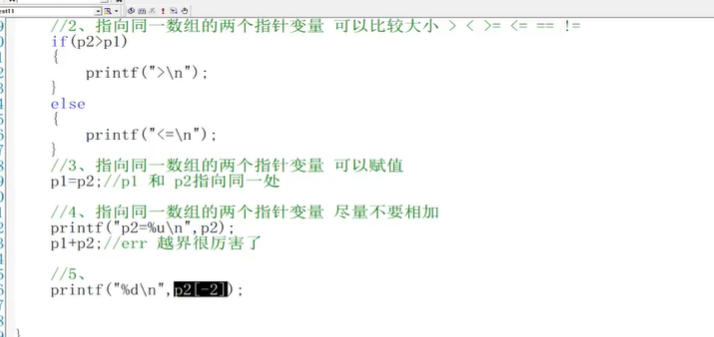 //2、指向同一数组的两个指针变量 可以比较大小 > < >= <= == !=
if(p2>p1)
{
printf(">\n");
}
else
{
printf("<=\n");
}
//3、指向同一数组的两个指针变量 可以赋值
p1=p2;//p1 和 p2指向同一处
//4、指向同一数组的两个指针变量 尽量不要相加
printf("p2=%u\n",p2);
p1+p2;//err 越界很厉害了
//5、
printf("%d\n",p2[-2]);
}